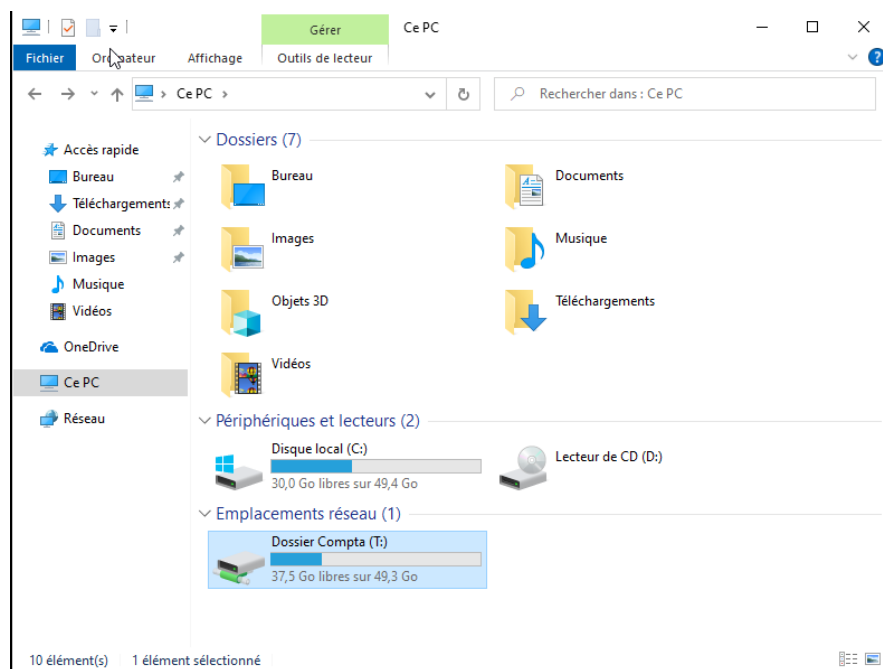 Gérer
Ce PC
Fichier
Ordinateur
Affichage
Outils de lecteur
Ce PC
Rechercher dans : Ce PC
Accès rapide
Bureau
Téléchargements
Documents
Images
Musique
Vidéos
OneDrive
Ce PC
Réseau
Dossiers (7)
Bureau
Documents
Images
Musique
Objets 3D
Téléchargements
Vidéos
Périphériques et lecteurs (2)
Disque local (C:)
30,0 Go libres sur 49,4 Go
Lecteur de CD (D:)
Emplacements réseau (1)
Dossier Compta (T:)
37,5 Go libres sur 49,3 Go
10 élément(s)
1 élément sélectionné